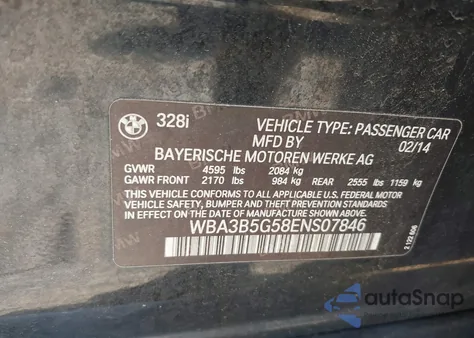 BMW
328i
VEHICLE TYPE: PASSENGER CAR
MFD BY 02/14
BAYERISCHE MOTOREN WERKE AG
GVWR 4595 lbs 2084 kg
GAWR FRONT 2170 lbs 984 kg REAR 2555 lbs 1159 kg
THIS VEHICLE CONFORMS TO ALL APPLICABLE U.S. FEDERAL MOTOR
VEHICLE SAFETY, BUMPER, AND THEFT PREVENTION STANDARDS
IN EFFECT ON THE DATE OF MANUFACTURE SHOWN ABOVE.
WBA3B5G58ENS07846
autoSnap